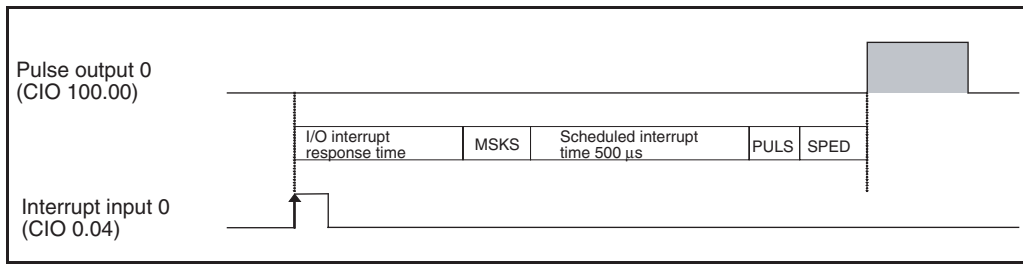 Pulse output 0
(CIO 100.00)
I/O interrupt
response time
MSKS
Scheduled interrupt
time 500 µs
PULS
SPED
Interrupt input 0
(CIO 0.04)